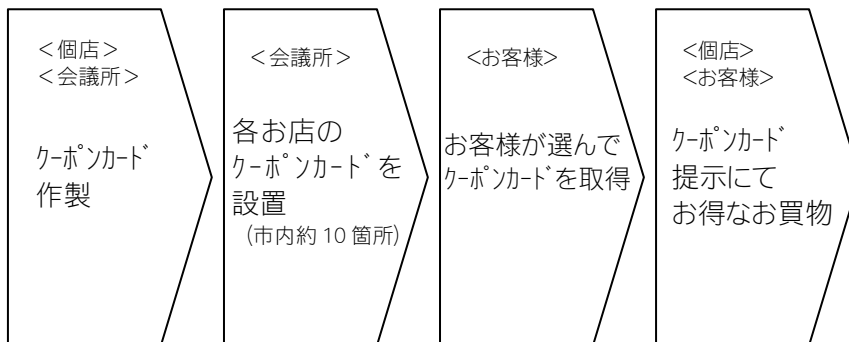 ＜個店＞
＜会議所＞
ｸｰﾎﾟﾝｶｰﾄﾞ
作製
＜会議所＞
各お店の
ｸｰﾎﾟﾝｶｰﾄﾞを
設置
(市内約 10 箇所)
<お客様>
お客様が選んで
ｸｰﾎﾟﾝｶｰﾄﾞを取得
<個店>
<お客様>
ｸｰﾎﾟﾝｶｰﾄﾞ
提示にて
お得なお買物